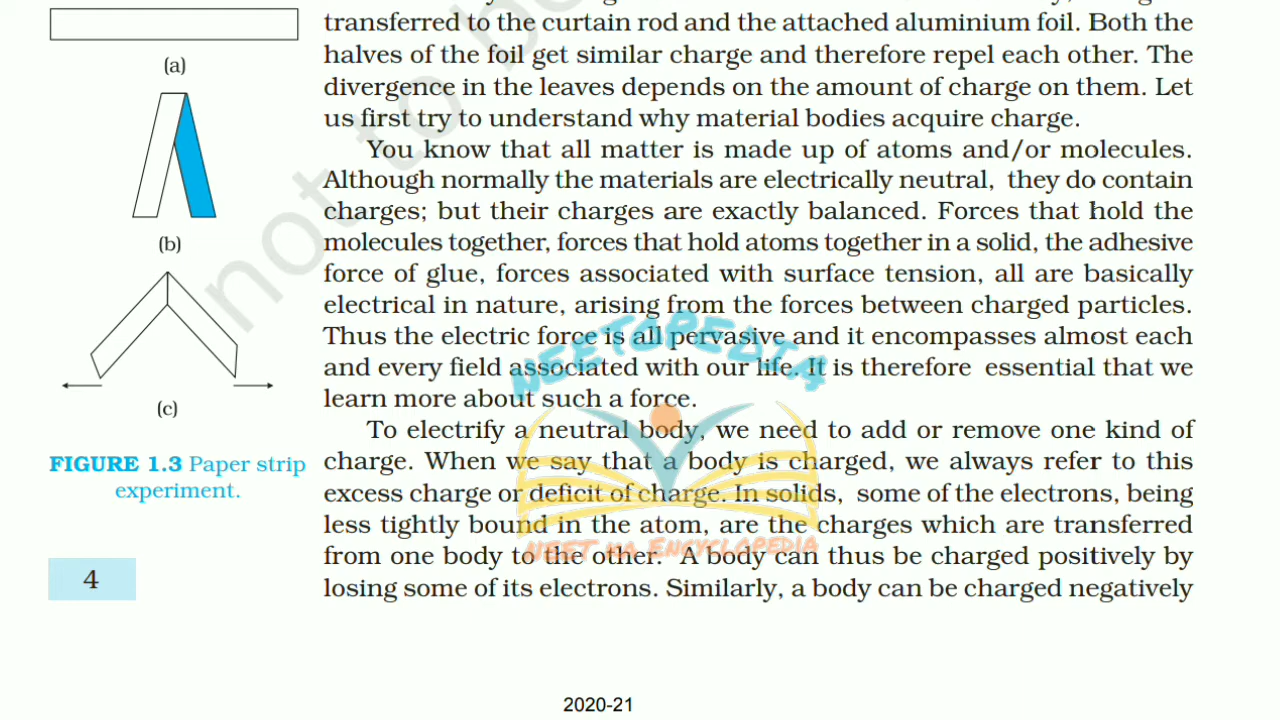 transferred to the curtain rod and the attached aluminium foil. Both the
halves of the foil get similar charge and therefore repel each other. The
divergence in the leaves depends on the amount of charge on them. Let
us first try to understand why material bodies acquire charge.
You know that all matter is made up of atoms and/or molecules.
Although normally the materials are electrically neutral, they do contain
charges; but their charges are exactly balanced. Forces that hold the
molecules together, forces that hold atoms together in a solid, the adhesive
force of glue, forces associated with surface tension, all are basically
electrical in nature, arising from the forces between charged particles.
Thus the electric force is all pervasive and it encompasses almost each
and every field associated with our life. It is therefore essential that we
learn more about such a force.
To electrify a neutral body, we need to add or remove one kind of
charge. When we say that a body is charged, we always refer to this
excess charge or deficit of charge. In solids, some of the electrons, being
less tightly bound in the atom, are the charges which are transferred
from one body to the other. A body can thus be charged positively by
losing some of its electrons. Similarly, a body can be charged negatively
(a)
(b)
(c)
FIGURE 1.3 Paper strip
experiment.
4
2020-21
not to be
NEETOPEDIA
NEET KA ENCYCLOPEDIA